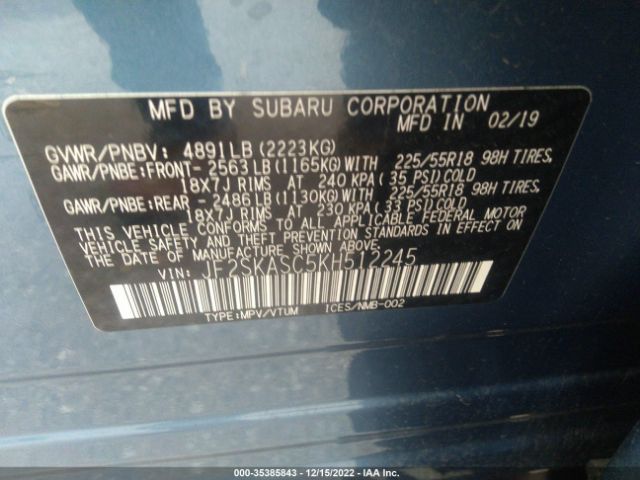 MFD BY SUBARU CORPORATION
MFD IN 02/19
GVWR/PNBV: 4891LB (2223KG)
GAWR/PNBE:FRONT- 2563LB (1165KG)WITH 225/55R18 98H TIRES,
18X7J RIMS AT 240 KPA ( 35 PSI)COLD
GAWR/PNBE:REAR - 2486LB (1130KG)WITH 225/55R18 98H TIRES,
18X7J RIMS AT 230 KPA ( 33 PSI)COLD
THIS VEHICLE CONFORMS TO ALL APPLICABLE FEDERAL MOTOR
VEHICLE SAFETY AND THEFT PREVENTION STANDARDS IN EFFECT ON
THE DATE OF MANUFACTURE SHOWN ABOVE.
VIN: JF2SKASC5KH512245
TYPE:MPV/VTUM ICES/NMB-002
000-35385843 - 12/15/2022 - IAA Inc.